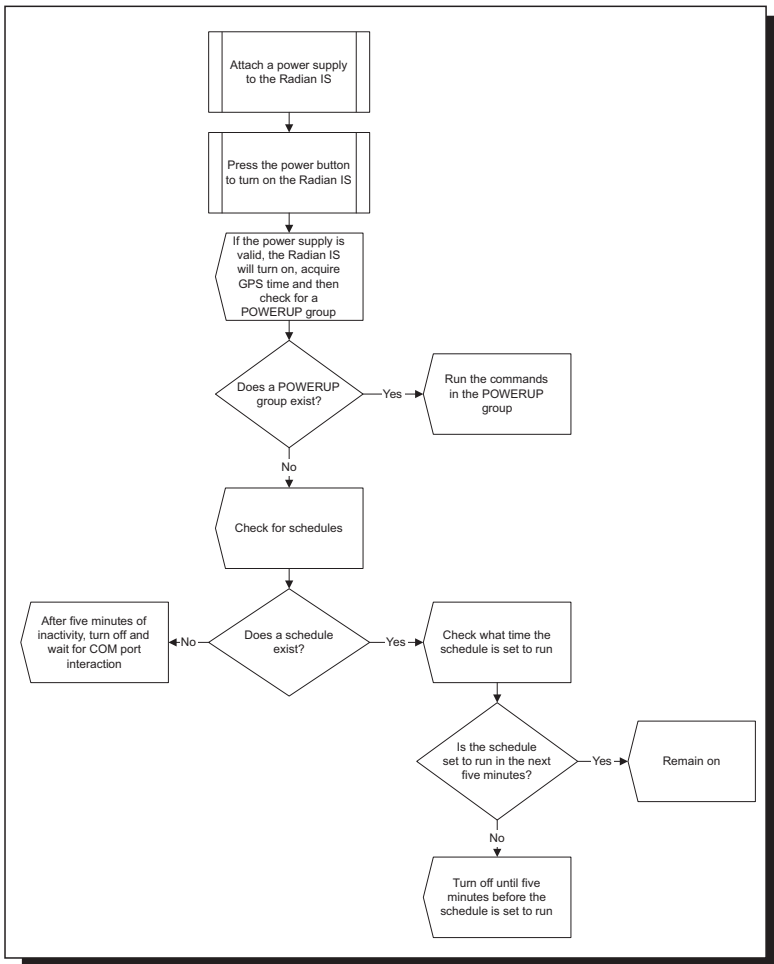 Attach a power supply
to the Radian IS
Press the power button
to turn on the Radian IS
If the power supply is
valid, the Radian IS
will turn on, acquire
GPS time and then
check for a
POWERUP group
Does a POWERUP
group exist?
Yes
Run the commands
in the POWERUP
group
No
Check for schedules
After five minutes of
inactivity, turn off and
wait for COM port
interaction
No
Does a schedule
exist?
Yes
Check what time the
schedule is set to run
Is the schedule
set to run in the next
five minutes?
Yes
Remain on
No
Turn off until five
minutes before the
schedule is set to run